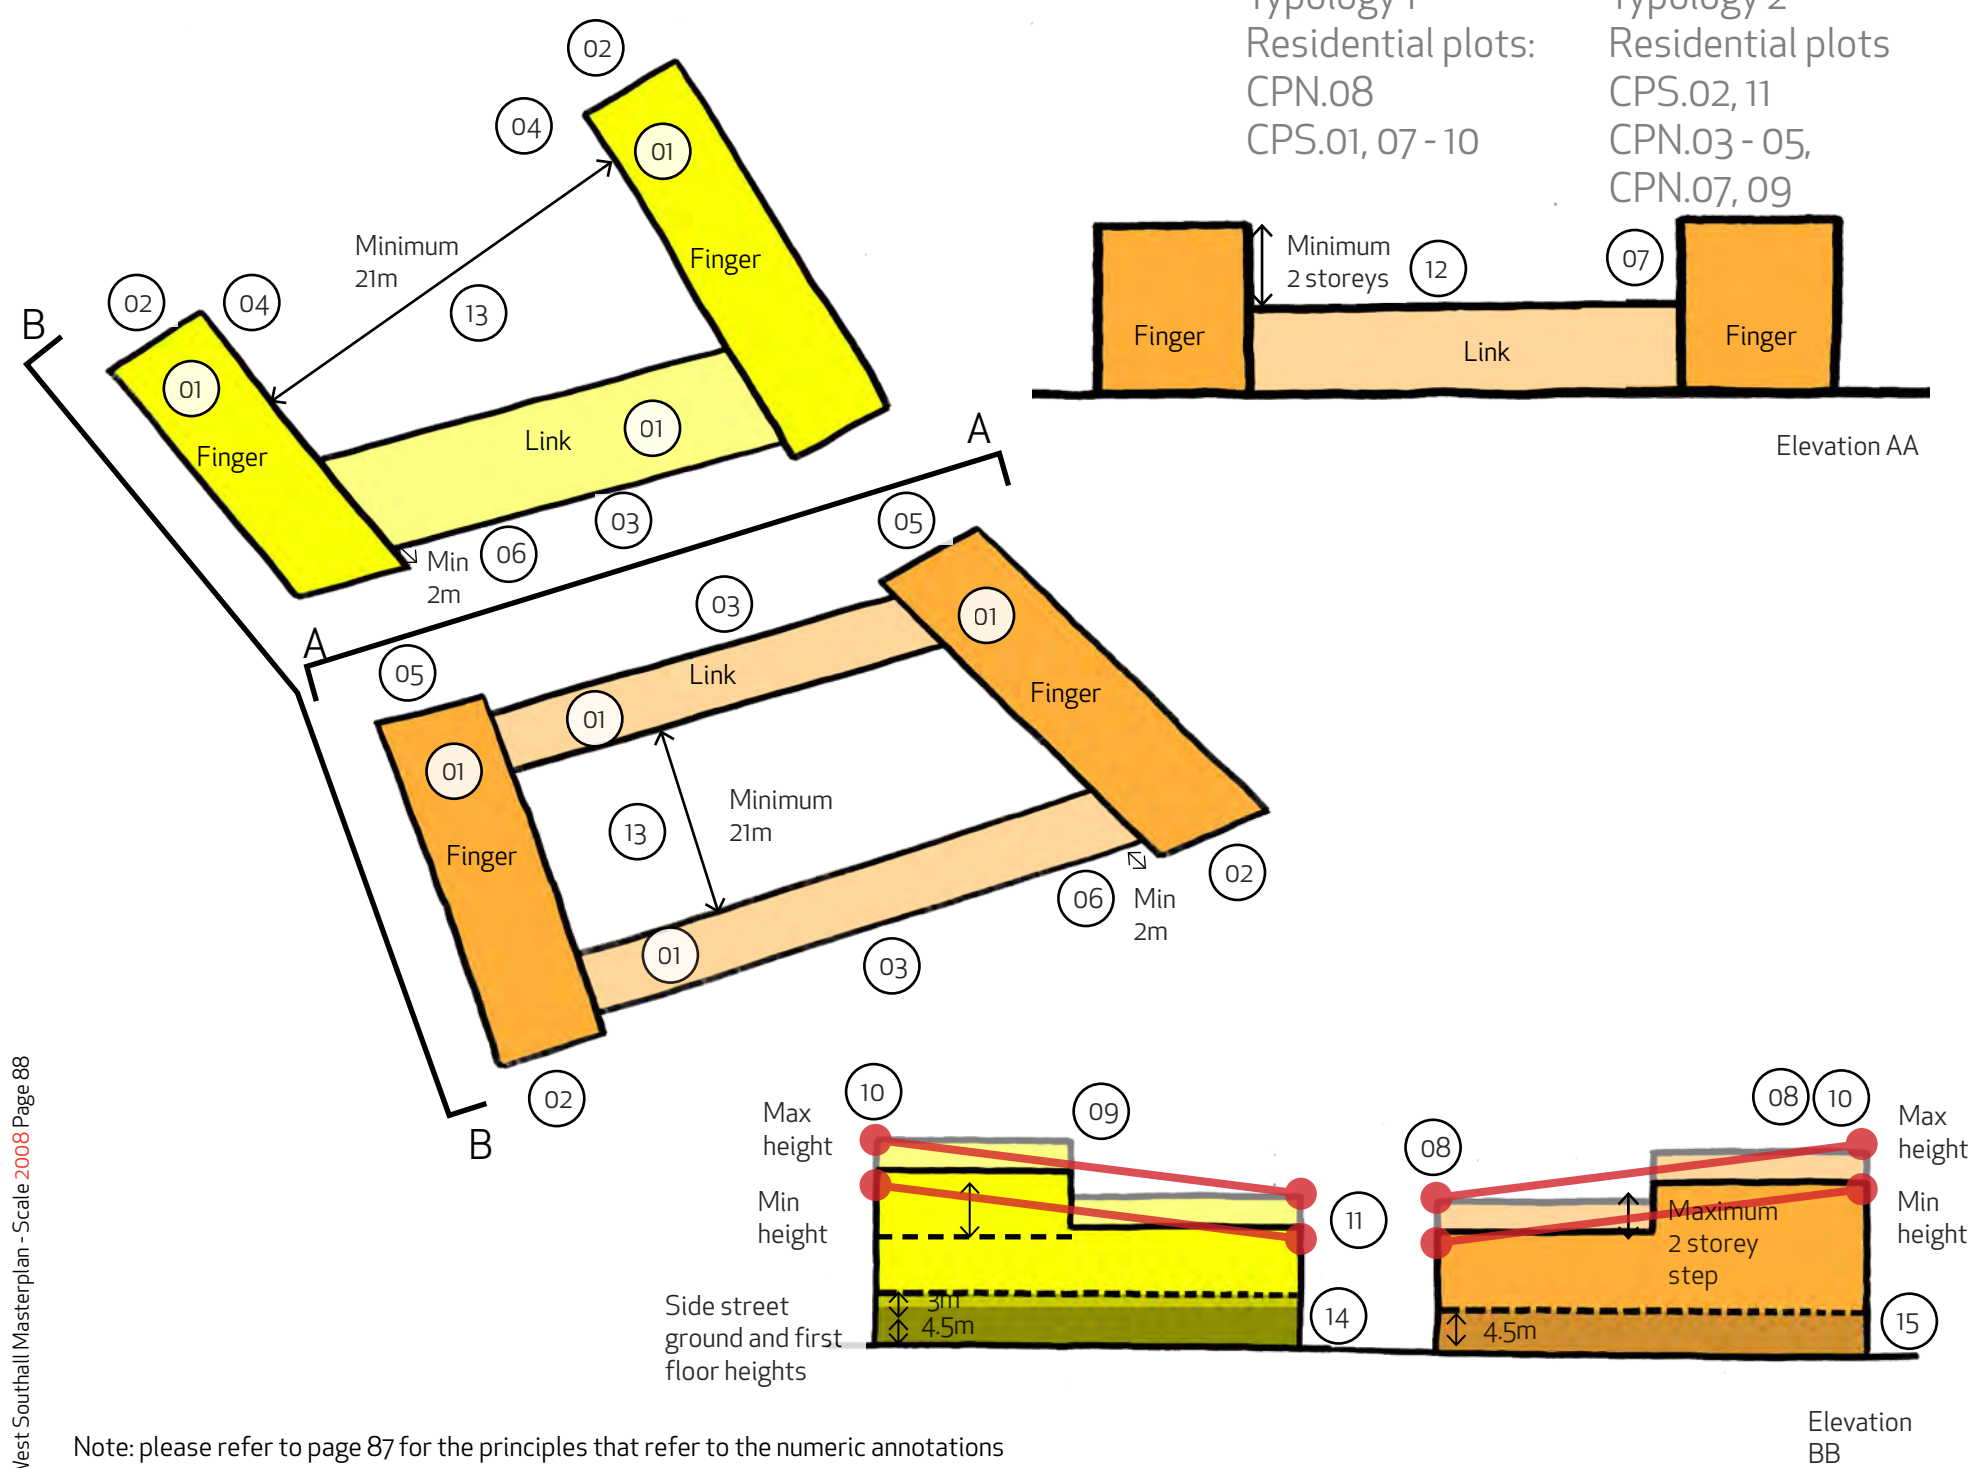 Typology 1
Residential plots:
CPN.08
CPS.01, 07 - 10
Typology 2
Residential plots
CPS.02, 11
CPN.03 - 05,
CPN.07, 09
02
04
01
Finger
Minimum
21m
13
02
04
B
01
Finger
Link
01
A
03
06
Min
2m
05
Minimum
2 storeys
12
07
Finger
Link
Finger
Elevation AA
03
A
05
Link
01
01
Finger
01
Finger
13
Minimum
21m
01
06
Min
2m
02
03
02
B
Max
height
10
09
Min
height
11
Side street
ground and first
floor heights
3m
4.5m
14
08
08
10
Max
height
Min
height
Maximum
2 storey
step
4.5m
15
Elevation
BB
West Southall Masterplan - Scale 2008 Page 88
Note: please refer to page 87 for the principles that refer to the numeric annotations